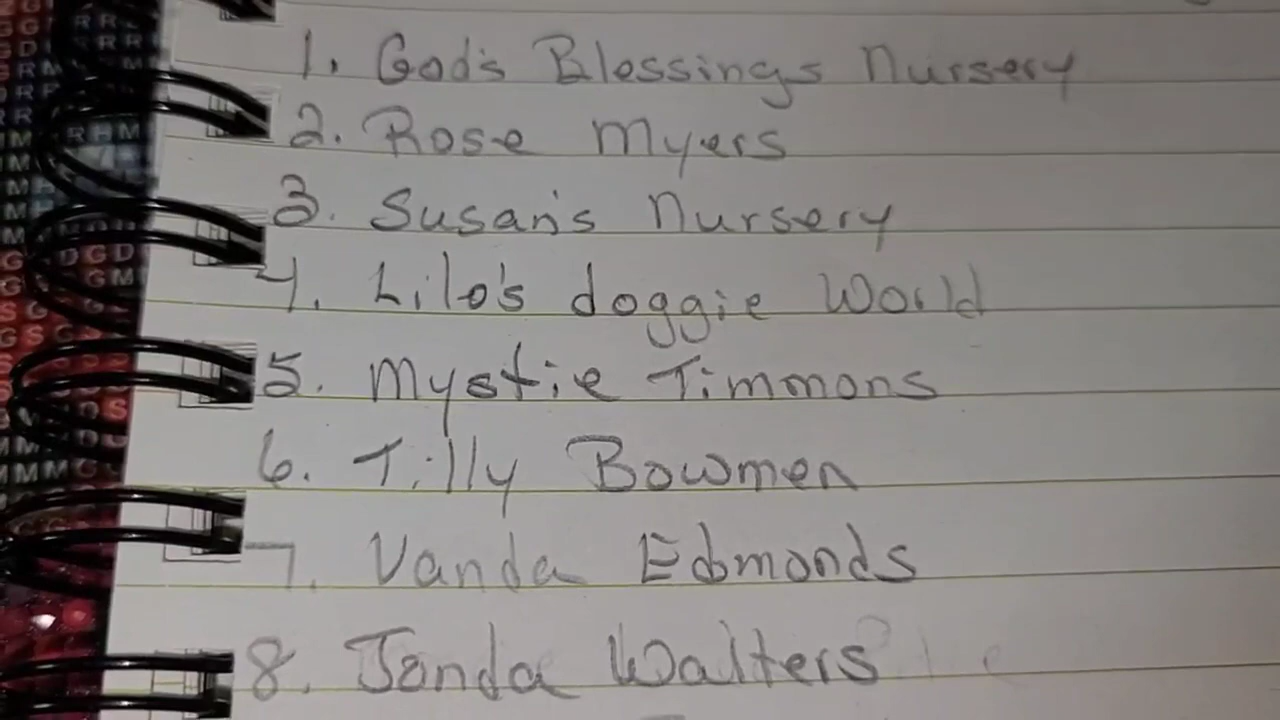 1. God's Blessings Nursery
2. Rose Myers
3. Susan's Nursery
4. Lilo's doggie World
5. Mystie Timmons
6. Tilly Bowmen
7. Vanda Edmonds
8. Jonda Walters